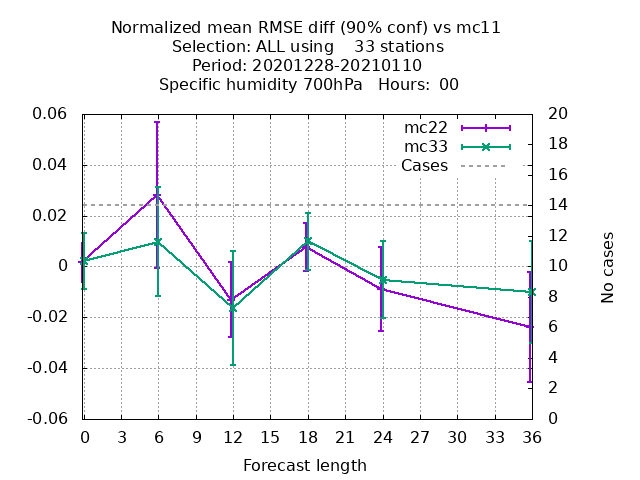 Normalized mean RMSE diff (90% conf) vs mc11
Selection: ALL using    33 stations
Period: 20201228-20210110
Specific humidity 700hPa   Hours:  00
0.06
0.04
0.02
0
-0.02
-0.04
-0.06
20
18
16
14
12
10
8
6
4
2
0
mc22
mc33
Cases
No cases
0 3 6 9 12 15 18 21 24 27 30 33 36
Forecast length